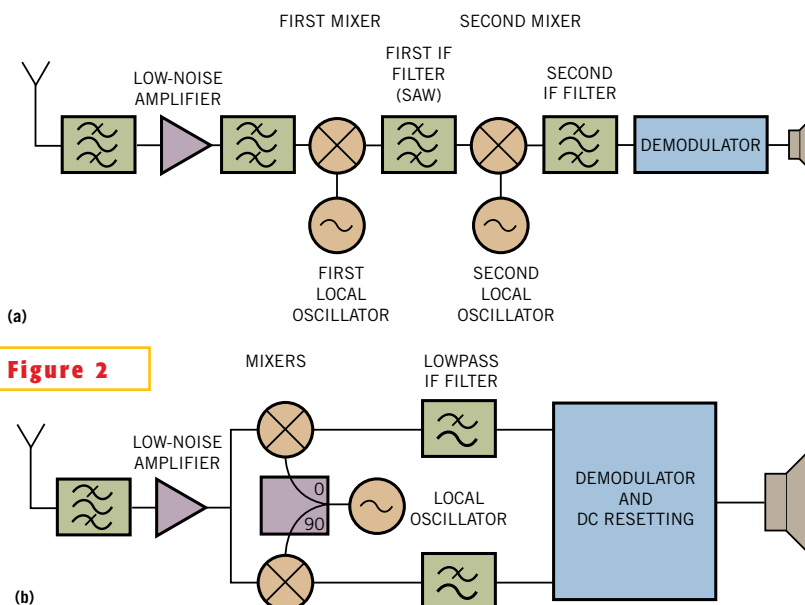 FIRST MIXER
SECOND MIXER
LOW-NOISE
AMPLIFIER
FIRST IF
FILTER
(SAW)
SECOND
IF FILTER
DEMODULATOR
FIRST
LOCAL
OSCILLATOR
SECOND
LOCAL
OSCILLATOR
(a)
Figure 2
MIXERS
LOWPASS
IF FILTER
LOW-NOISE
AMPLIFIER
0
90
LOCAL
OSCILLATOR
DEMODULATOR
AND
DC RESETTING
(b)